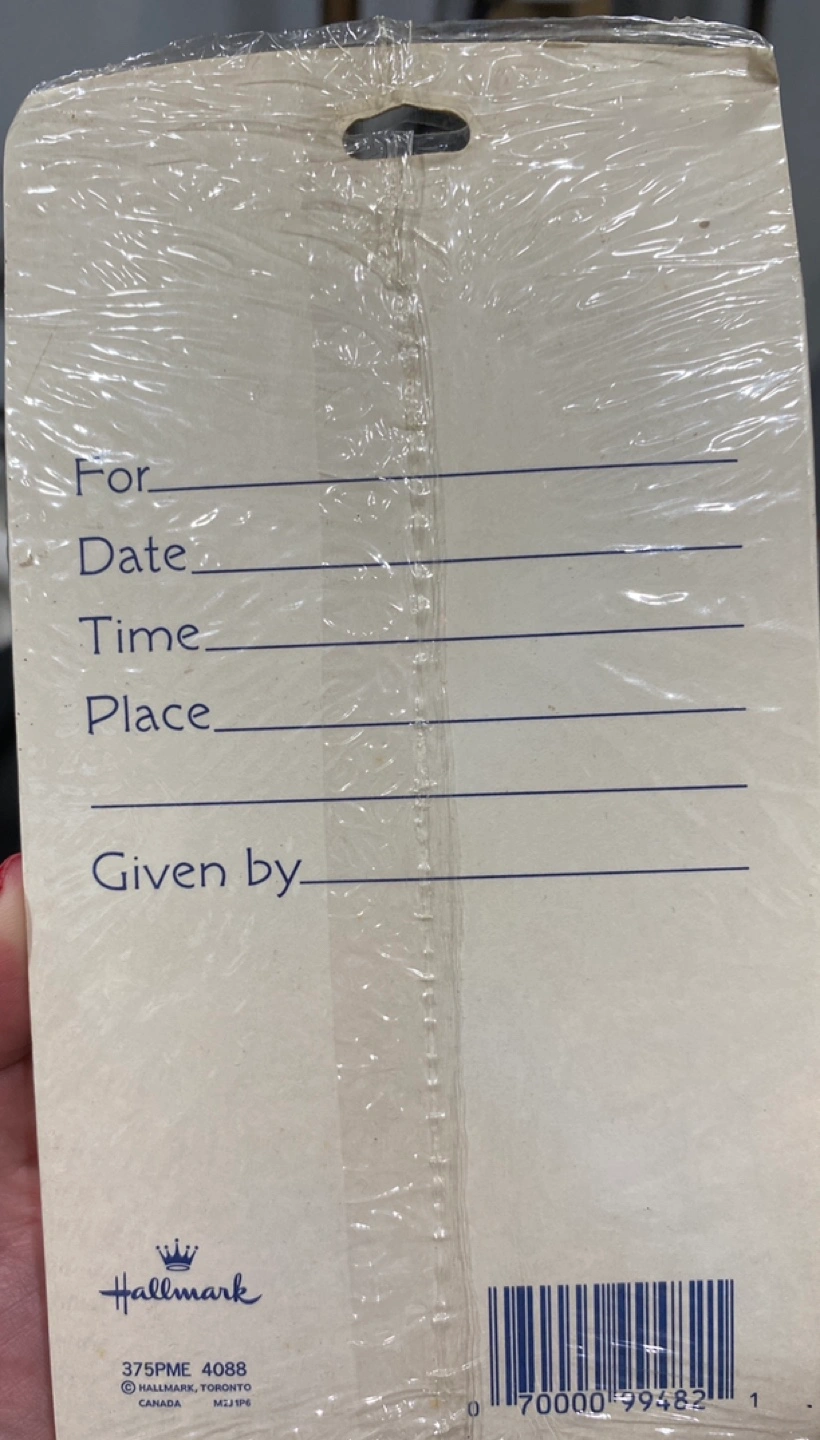 For
Date
Time
Place
Given by
Hallmark
375PME 4088
© HALLMARK, TORONTO
CANADA M2J 1P6
0 70000 99482 1